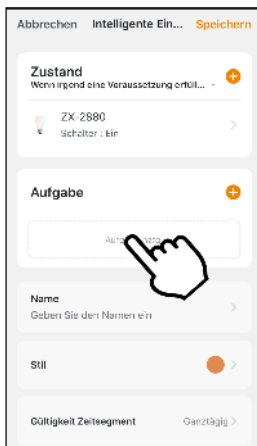 Abbrechen Intelligente Ein... Speichern
Zustand
Wenn irgend eine Voraussetzung erfüll...
ZX-2880
Schalter : Ein
Aufgabe
Name
Geben Sie den Namen ein
Stil
Gültigkeit Zeitsegment Ganztägig